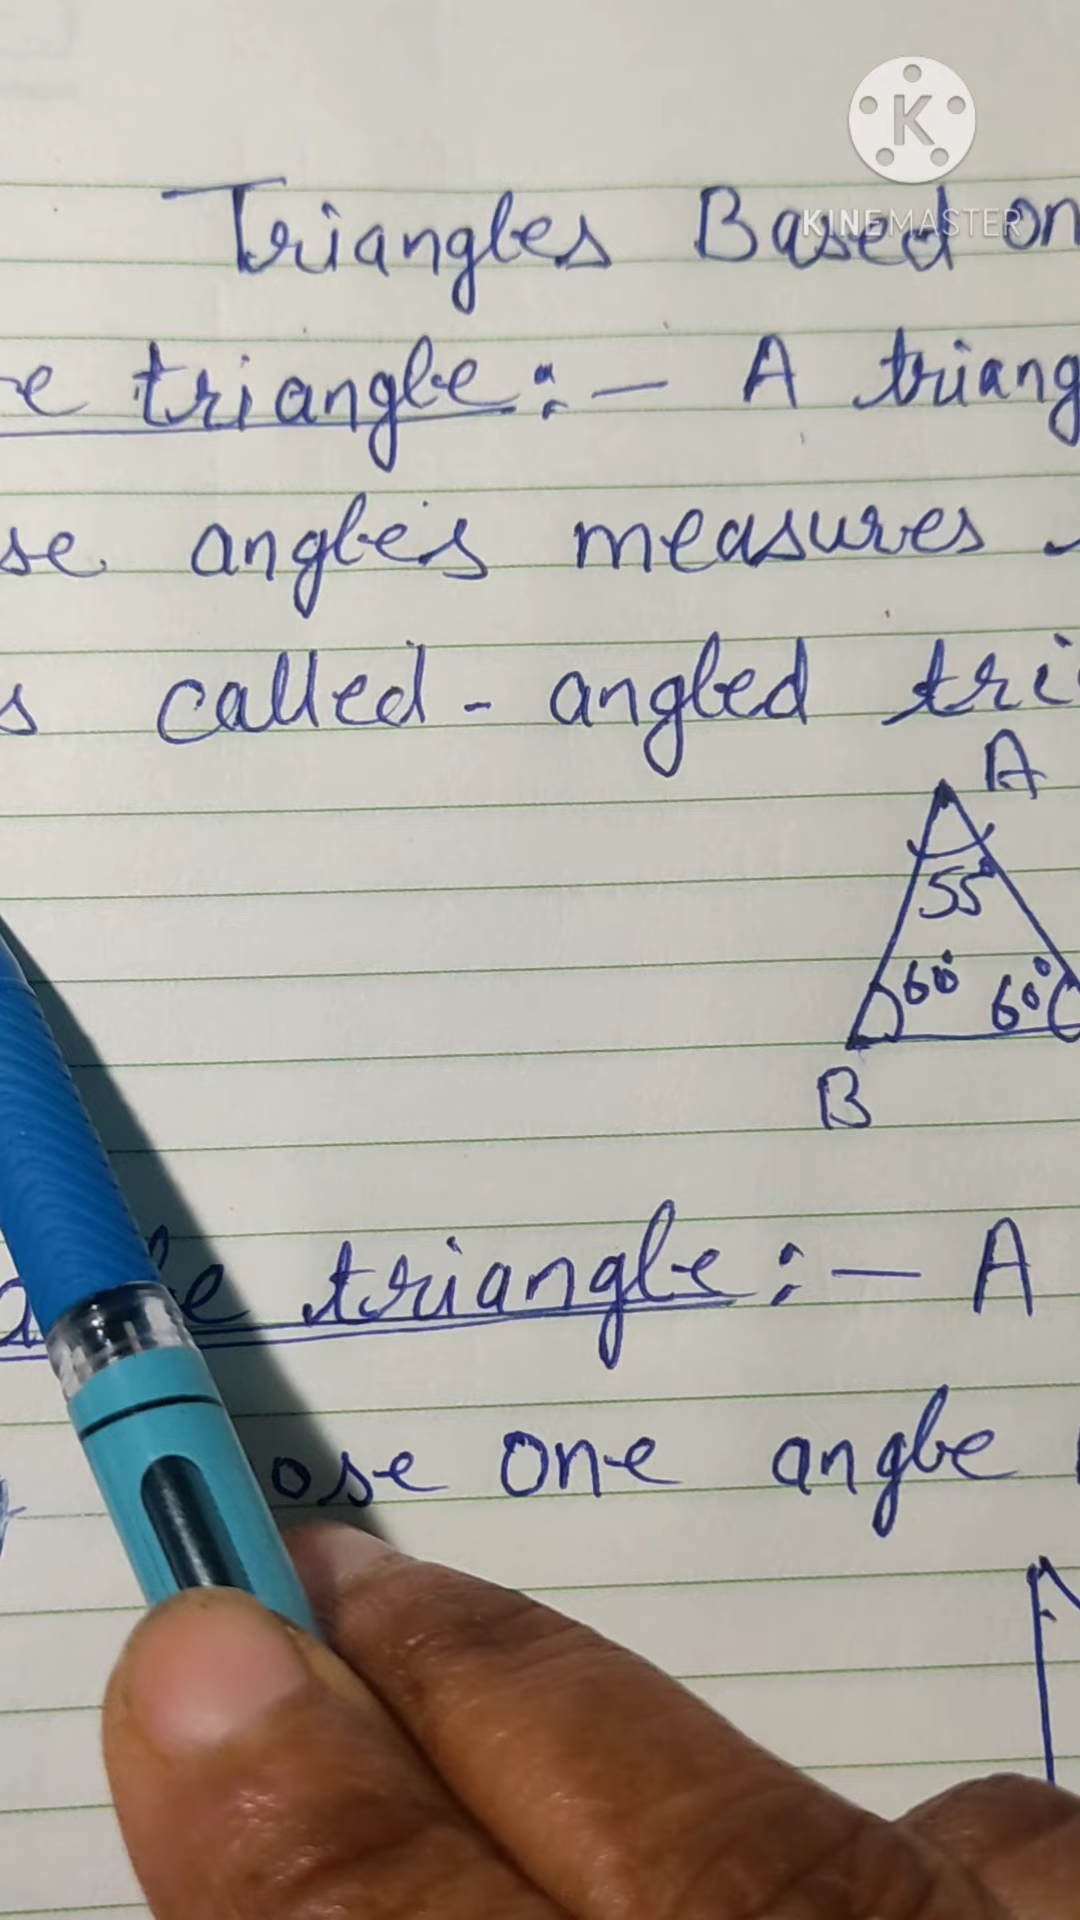 K
KINEMASTER
Triangles Based on
e triangle :- A triang
se angles measures
s called - angled tri
A
55°
60° 60°
B
le triangle :- A
ose one angle